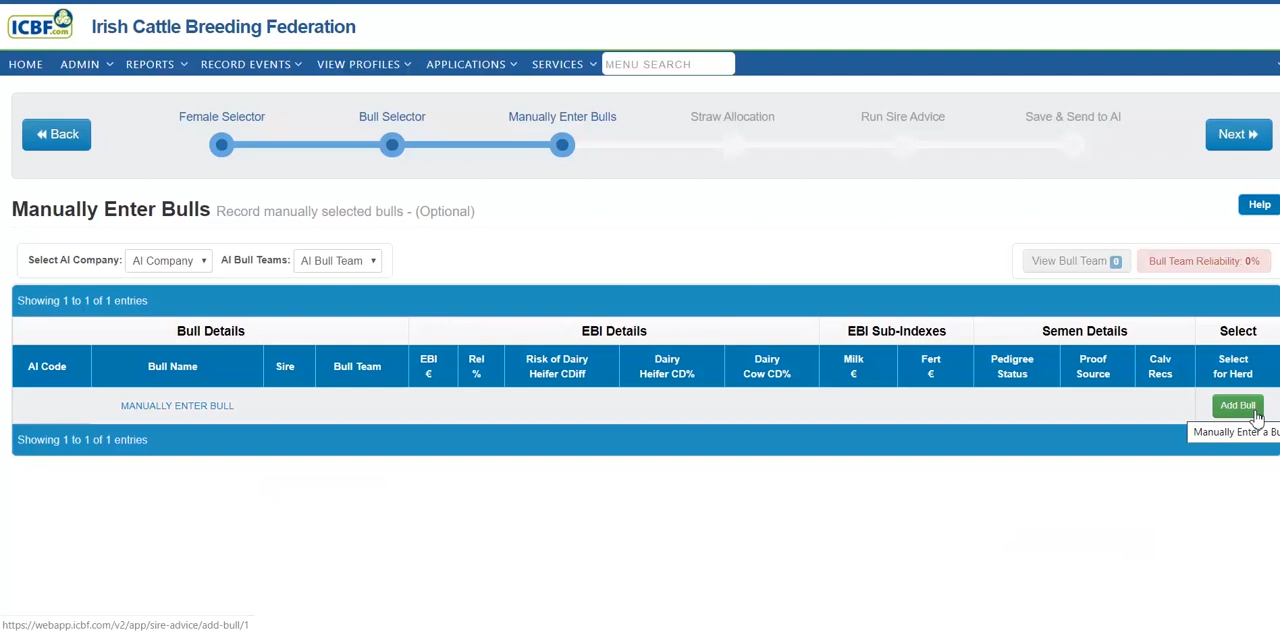 ICBF.com Irish Cattle Breeding Federation
HOME ADMIN REPORTS RECORD EVENTS VIEW PROFILES APPLICATIONS SERVICES MENU SEARCH
Back Female Selector Bull Selector Manually Enter Bulls Straw Allocation Run Sire Advice Save & Send to AI Next
Manually Enter Bulls Record manually selected bulls - (Optional) Help
Select AI Company: AI Company AI Bull Teams: AI Bull Team View Bull Team 0 Bull Team Reliability: 0%
Showing 1 to 1 of 1 entries
Bull Details EBI Details EBI Sub-Indexes Semen Details Select
AI Code Bull Name Sire Bull Team EBI € Rel % Risk of Dairy Heifer CDiff Dairy Heifer CD% Dairy Cow CD% Milk € Fert € Pedigree Status Proof Source Calv Recs Select for Herd
MANUALLY ENTER BULL Add Bull
Manually Enter a Bu
Showing 1 to 1 of 1 entries
https://webapp.icbf.com/v2/app/sire-advice/add-bull/1